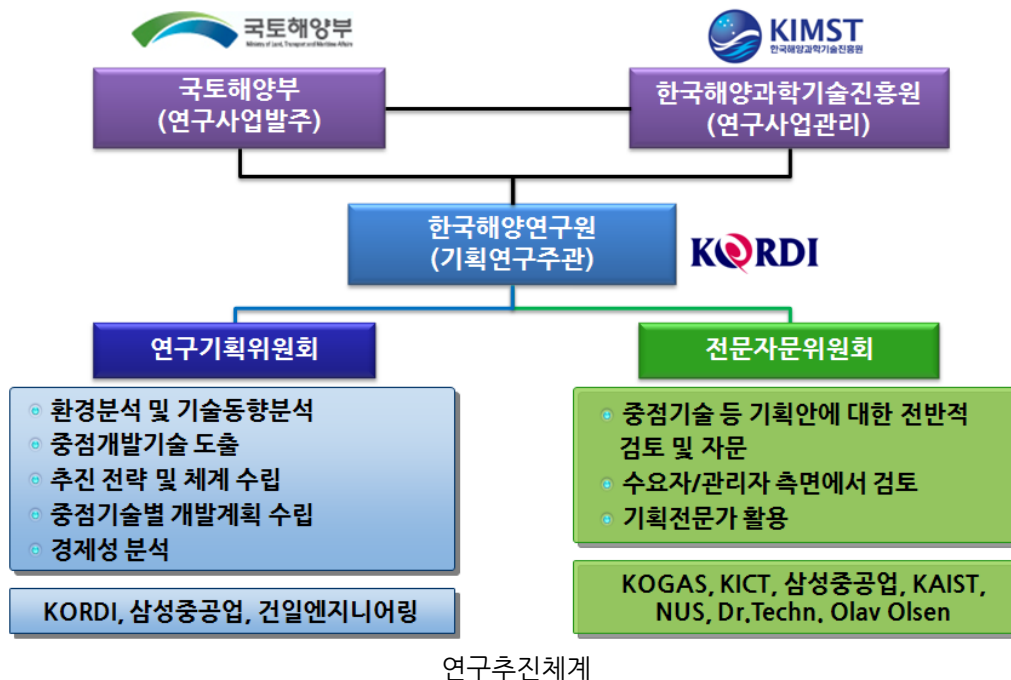 국토해양부
Ministry of Land, Transport and Maritime Affairs
KIMST
한국해양과학기술진흥원
국토해양부
(연구사업발주)
한국해양과학기술진흥원
(연구사업관리)
한국해양연구원
(기획연구주관)
KORDI
연구기획위원회
전문자문위원회
환경분석 및 기술동향분석
중점개발기술 도출
추진 전략 및 체계 수립
중점기술별 개발계획 수립
경제성 분석
중점기술 등 기획안에 대한 전반적
검토 및 자문
수요자/관리자 측면에서 검토
기획전문가 활용
KORDI, 삼성중공업, 건일엔지니어링
KOGAS, KICT, 삼성중공업, KAIST,
NUS, Dr.Techn. Olav Olsen
연구추진체계